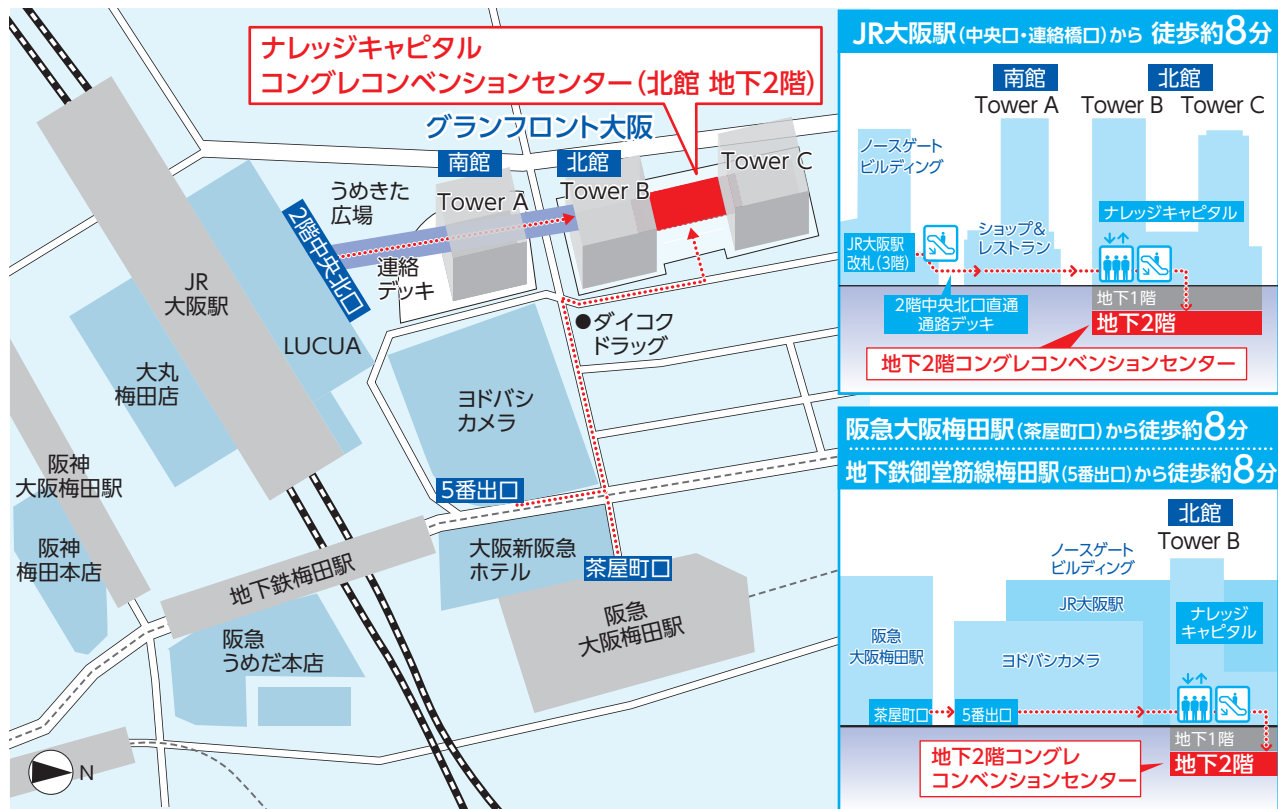 ナレッジキャピタル
コングレコンベンションセンター(北館 地下2階)
グランフロント大阪
南館
北館
Tower A
Tower B
Tower C
うめきた
広場
2階中央北口
連絡
デッキ
JR
大阪駅
LUCUA
大丸
梅田店
●ダイコク
ドラッグ
ヨドバシ
カメラ
阪神
大阪梅田駅
5番出口
阪神
梅田本店
大阪新阪急
ホテル
茶屋町口
地下鉄梅田駅
阪急
大阪梅田駅
阪急
うめだ本店
N
JR大阪駅(中央口・連絡橋口)から 徒歩約8分
南館
北館
Tower A
Tower B
Tower C
ノースゲート
ビルディング
ナレッジキャピタル
ショップ&
レストラン
JR大阪駅
改札(3階)
2階中央北口直通
通路デッキ
地下1階
地下2階
地下2階コングレコンベンションセンター
阪急大阪梅田駅(茶屋町口)から徒歩約8分
地下鉄御堂筋線梅田駅(5番出口)から徒歩約8分
北館
Tower B
ノースゲート
ビルディング
JR大阪駅
ナレッジ
キャピタル
阪急
大阪梅田駅
ヨドバシカメラ
茶屋町口
5番出口
地下1階
地下2階
地下2階コングレ
コンベンションセンター